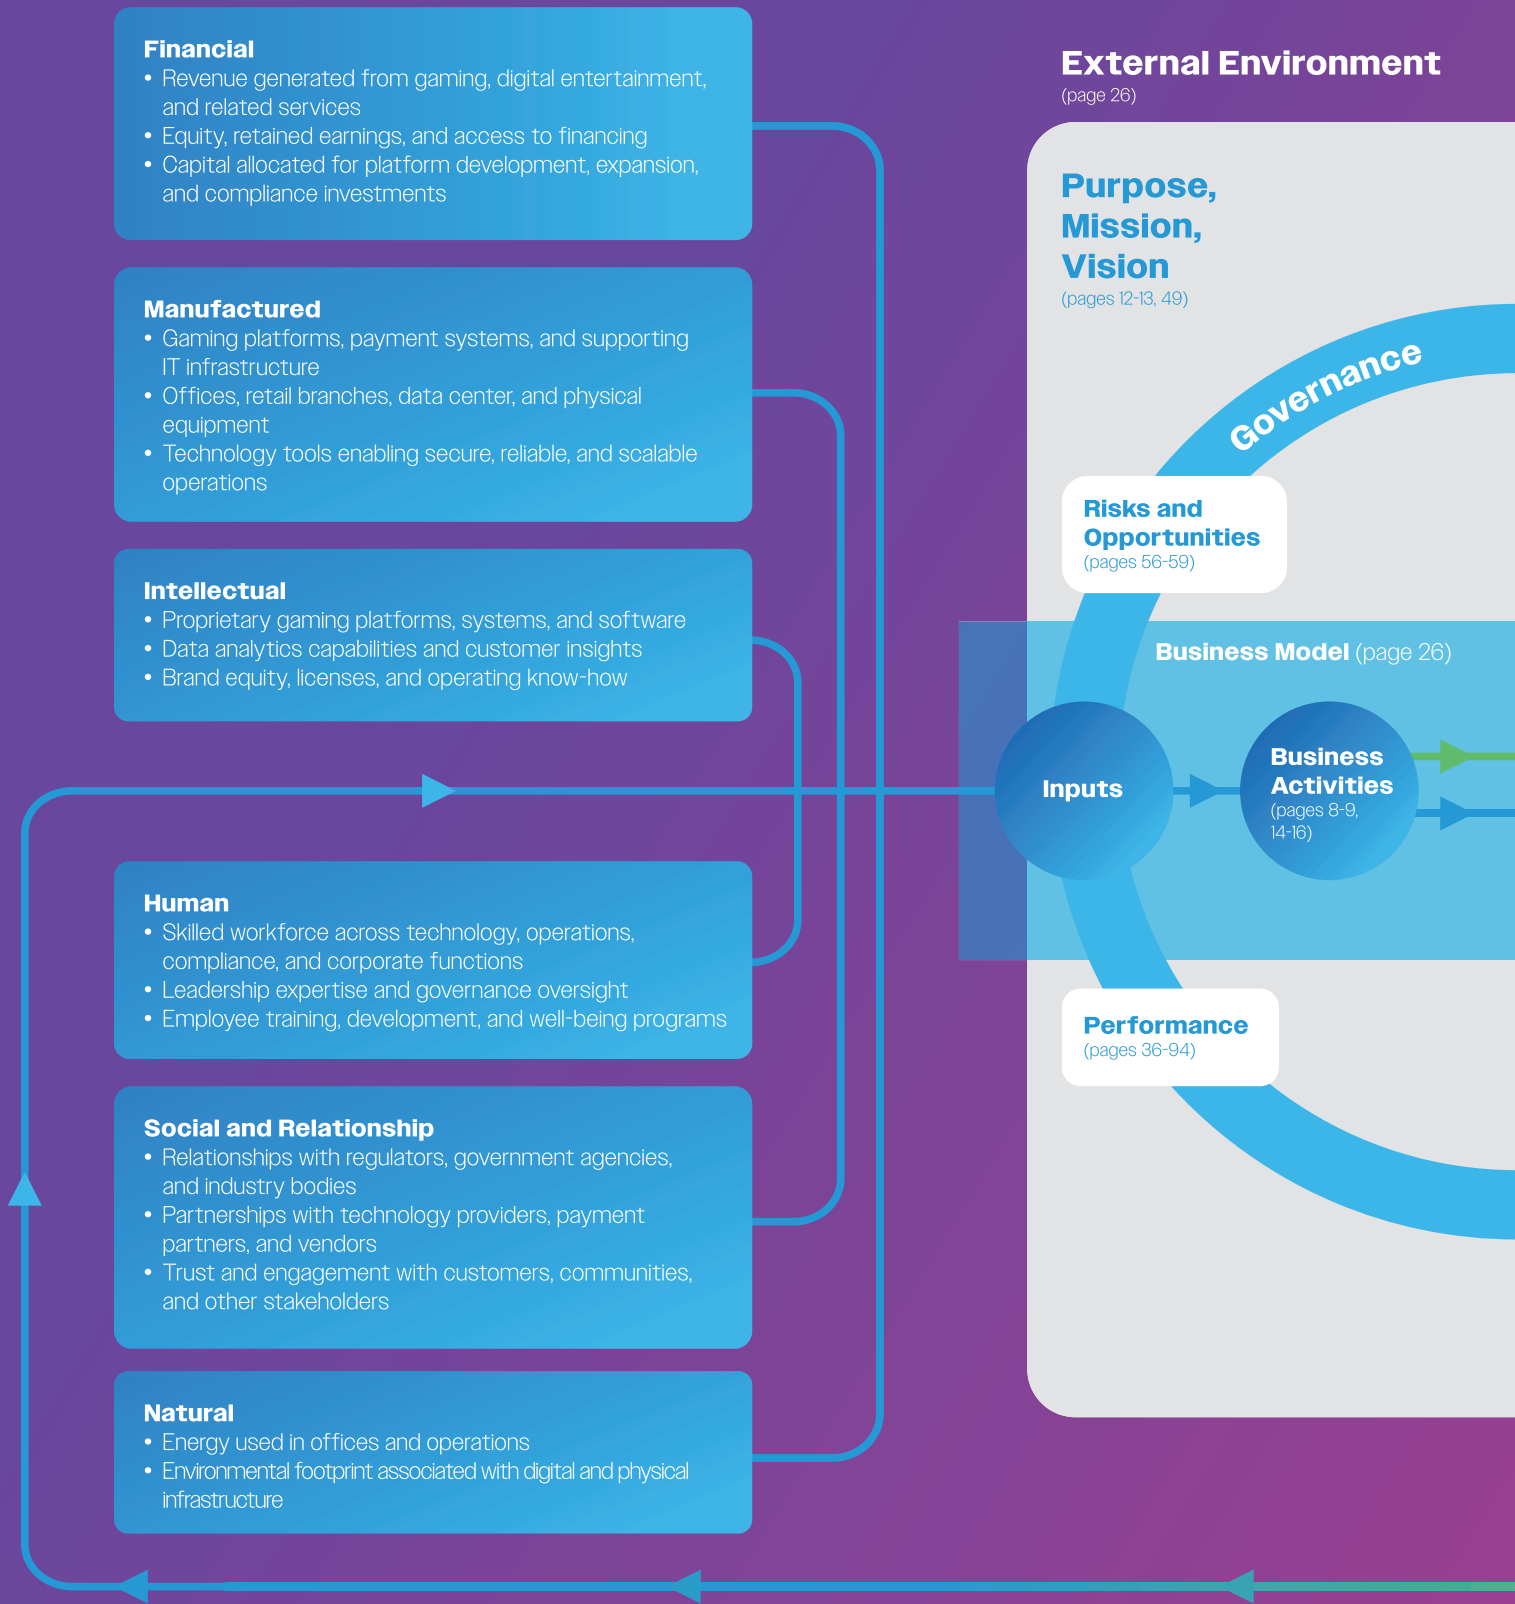 Financial
• Revenue generated from gaming, digital entertainment,
and related services
• Equity, retained earnings, and access to financing
• Capital allocated for platform development, expansion,
and compliance investments
Manufactured
• Gaming platforms, payment systems, and supporting
IT infrastructure
• Offices, retail branches, data center, and physical
equipment
• Technology tools enabling secure, reliable, and scalable
operations
Intellectual
• Proprietary gaming platforms, systems, and software
• Data analytics capabilities and customer insights
• Brand equity, licenses, and operating know-how
Human
• Skilled workforce across technology, operations,
compliance, and corporate functions
• Leadership expertise and governance oversight
• Employee training, development, and well-being programs
Social and Relationship
• Relationships with regulators, government agencies,
and industry bodies
• Partnerships with technology providers, payment
partners, and vendors
• Trust and engagement with customers, communities,
and other stakeholders
Natural
• Energy used in offices and operations
• Environmental footprint associated with digital and physical
infrastructure
External Environment
(page 26)
Purpose,
Mission,
Vision
(pages 12-13, 49)
Governance
Risks and
Opportunities
(pages 56-59)
Business Model (page 26)
Inputs
Business
Activities
(pages 8-9,
14-16)
Performance
(pages 36-94)